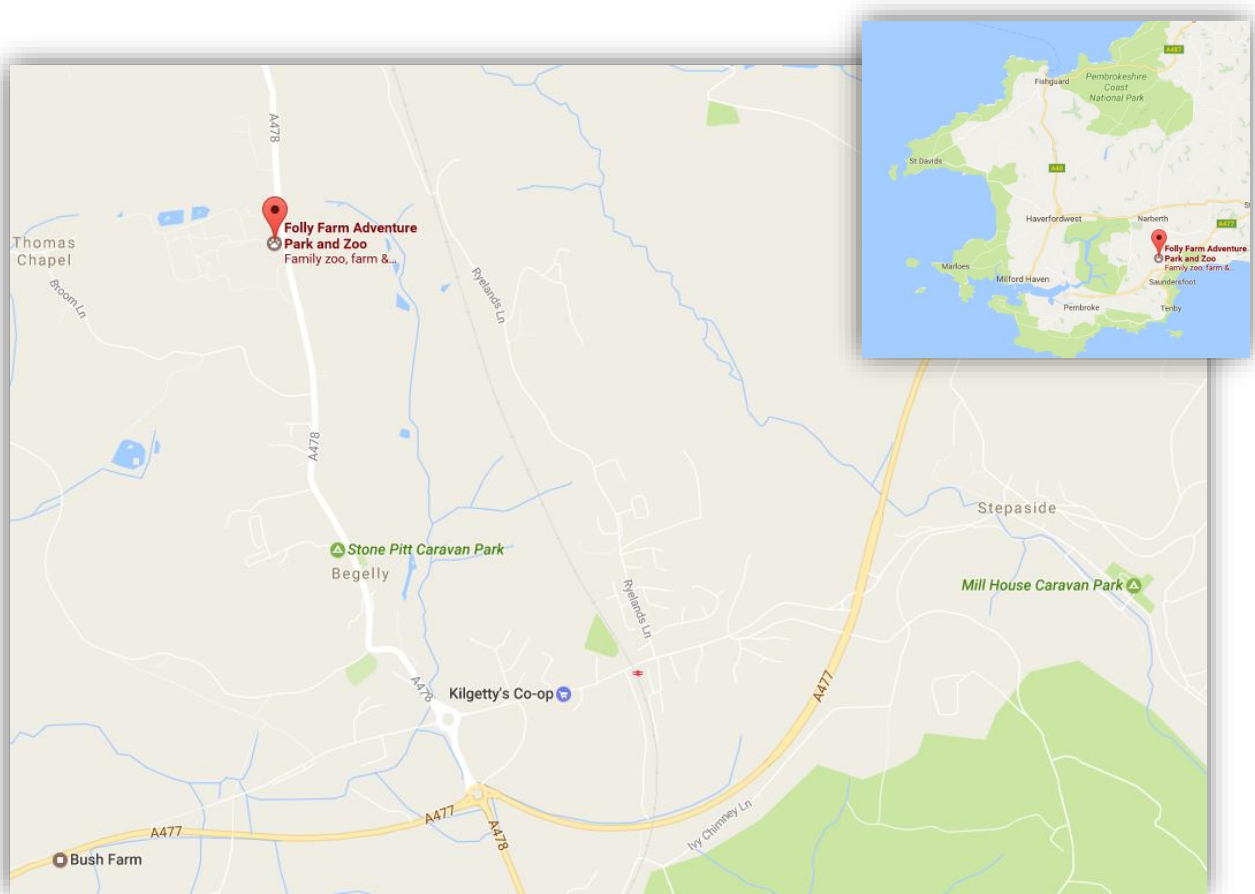 A487
Fishguard
Pembrokeshire
Coast
National Park
St Davids
A40
Haverfordwest
Narberth
A477
Folly Farm Adventure
Park and Zoo
Family zoo, farm &...
Marloes
Milford Haven
Saundersfoot
Pembroke
Tenby
A478
Folly Farm Adventure
Park and Zoo
Family zoo, farm &...
Thomas
Chapel
Broom Ln
Ryelands Ln
A478
Stepaside
Stone Pitt Caravan Park
Begelly
Mill House Caravan Park
Ryelands Ln
A478
Kilgetty's Co-op
A477
A477
A477
A478
Ivy Chimney Ln
Bush Farm